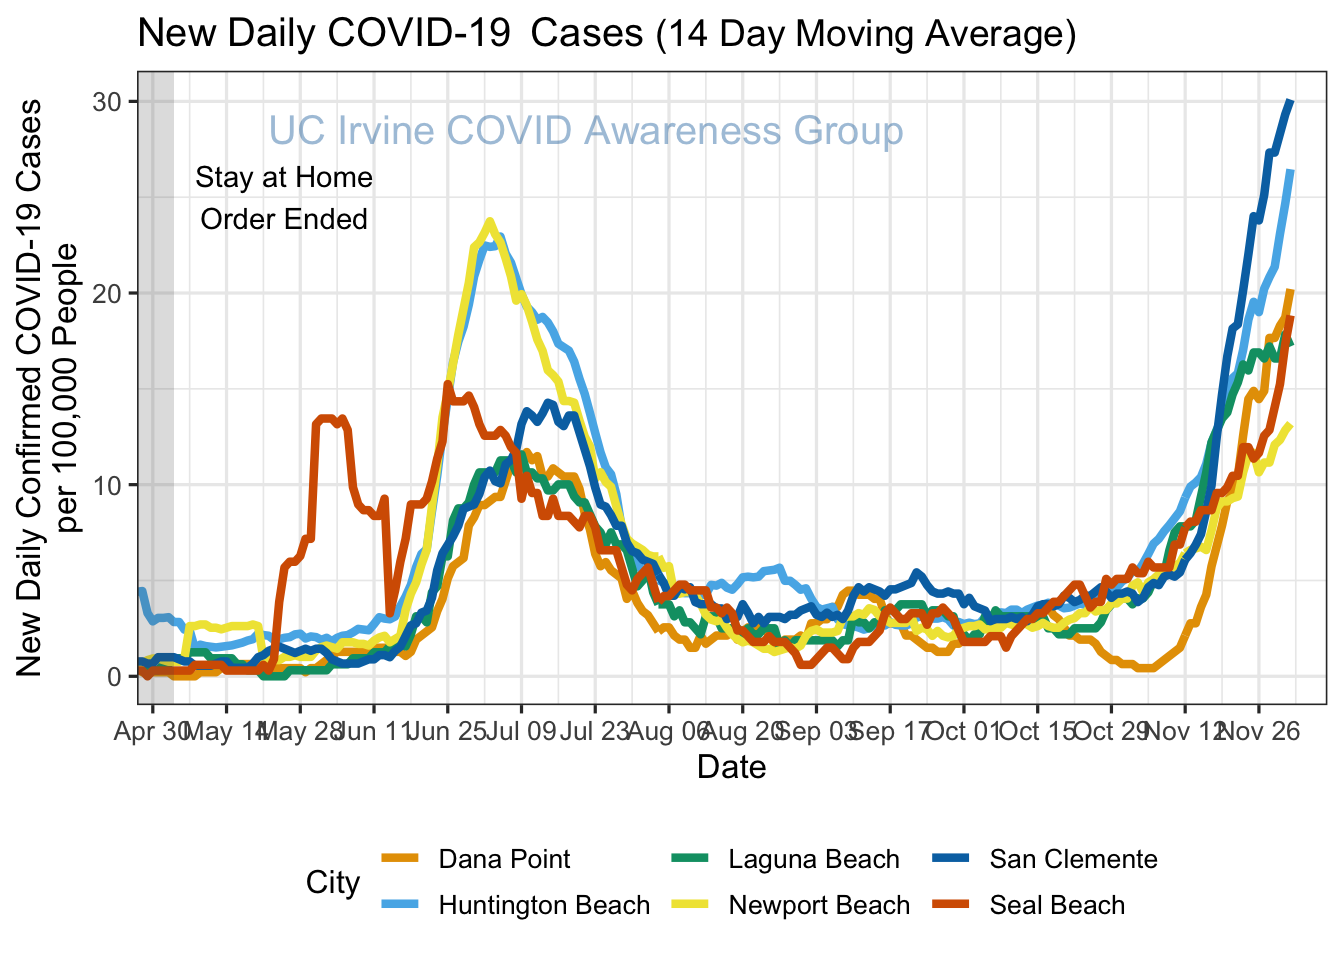 New Daily COVID-19 Cases (14 Day Moving Average)
UC Irvine COVID Awareness Group
Stay at Home
Order Ended
New Daily Confirmed COVID-19 Cases
per 100,000 People
30
20
10
0
Apr 30 May 14 May 28 Jun 11 Jun 25 Jul 09 Jul 23 Aug 06 Aug 20 Sep 03 Sep 17 Oct 01 Oct 15 Oct 29 Nov 12 Nov 26
Date
City
Dana Point Laguna Beach San Clemente
Huntington Beach Newport Beach Seal Beach